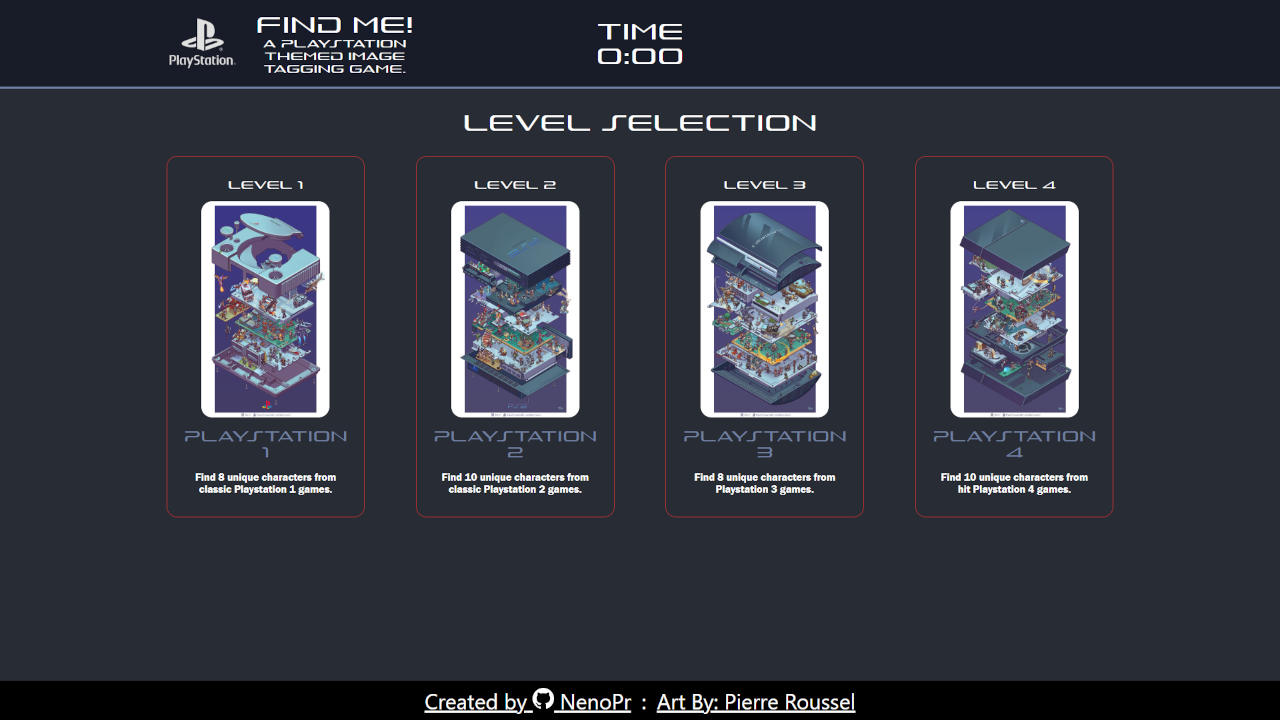 PlayStation
FIND ME!
A PLAYSTATION
THEMED IMAGE
TAGGING GAME.
TIME
0:00
LEVEL SELECTION
LEVEL 1
PLAYSTATION
1
Find 8 unique characters from
classic Playstation 1 games.
LEVEL 2
PLAYSTATION
2
Find 10 unique characters from
classic Playstation 2 games.
LEVEL 3
PLAYSTATION
3
Find 8 unique characters from
Playstation 3 games.
LEVEL 4
PLAYSTATION
4
Find 10 unique characters from
hit Playstation 4 games.
Created by NenoPr : Art By: Pierre Roussel